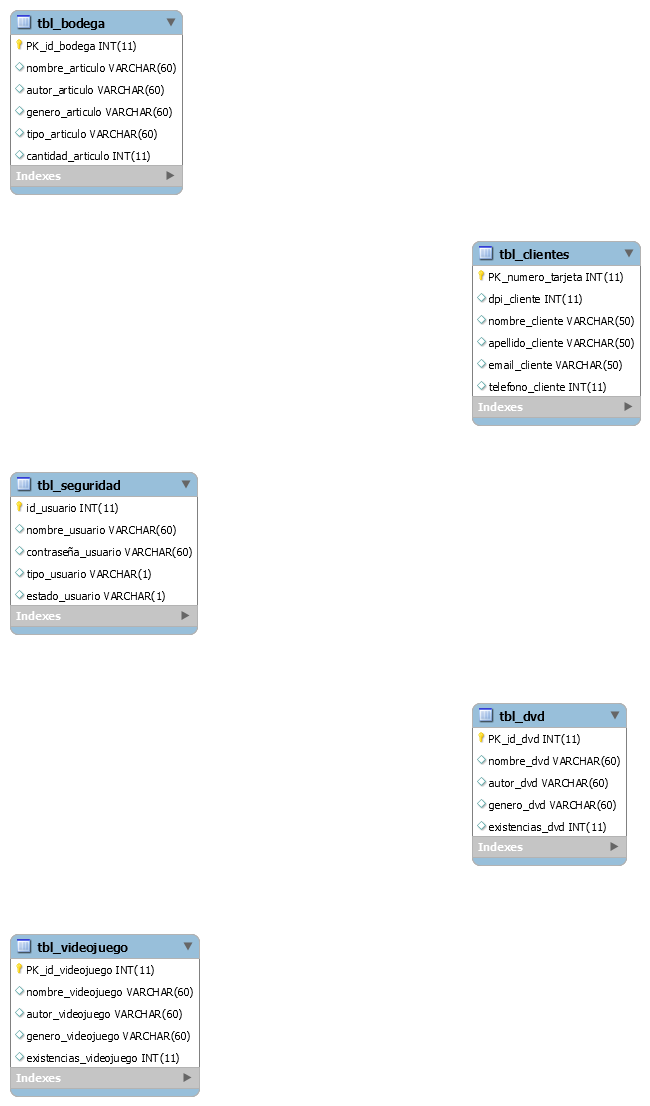 tbl_bodega
PK_id_bodega INT(11)
nombre_articulo VARCHAR(60)
autor_articulo VARCHAR(60)
genero_articulo VARCHAR(60)
tipo_articulo VARCHAR(60)
cantidad_articulo INT(11)
Indexes
tbl_clientes
PK_numero_tarjeta INT(11)
dpi_cliente INT(11)
nombre_cliente VARCHAR(50)
apellido_cliente VARCHAR(50)
email_cliente VARCHAR(50)
telefono_cliente INT(11)
Indexes
tbl_seguridad
id_usuario INT(11)
nombre_usuario VARCHAR(60)
contraseña_usuario VARCHAR(60)
tipo_usuario VARCHAR(1)
estado_usuario VARCHAR(1)
Indexes
tbl_dvd
PK_id_dvd INT(11)
nombre_dvd VARCHAR(60)
autor_dvd VARCHAR(60)
genero_dvd VARCHAR(60)
existencias_dvd INT(11)
Indexes
tbl_videojuego
PK_id_videojuego INT(11)
nombre_videojuego VARCHAR(60)
autor_videojuego VARCHAR(60)
genero_videojuego VARCHAR(60)
existencias_videojuego INT(11)
Indexes